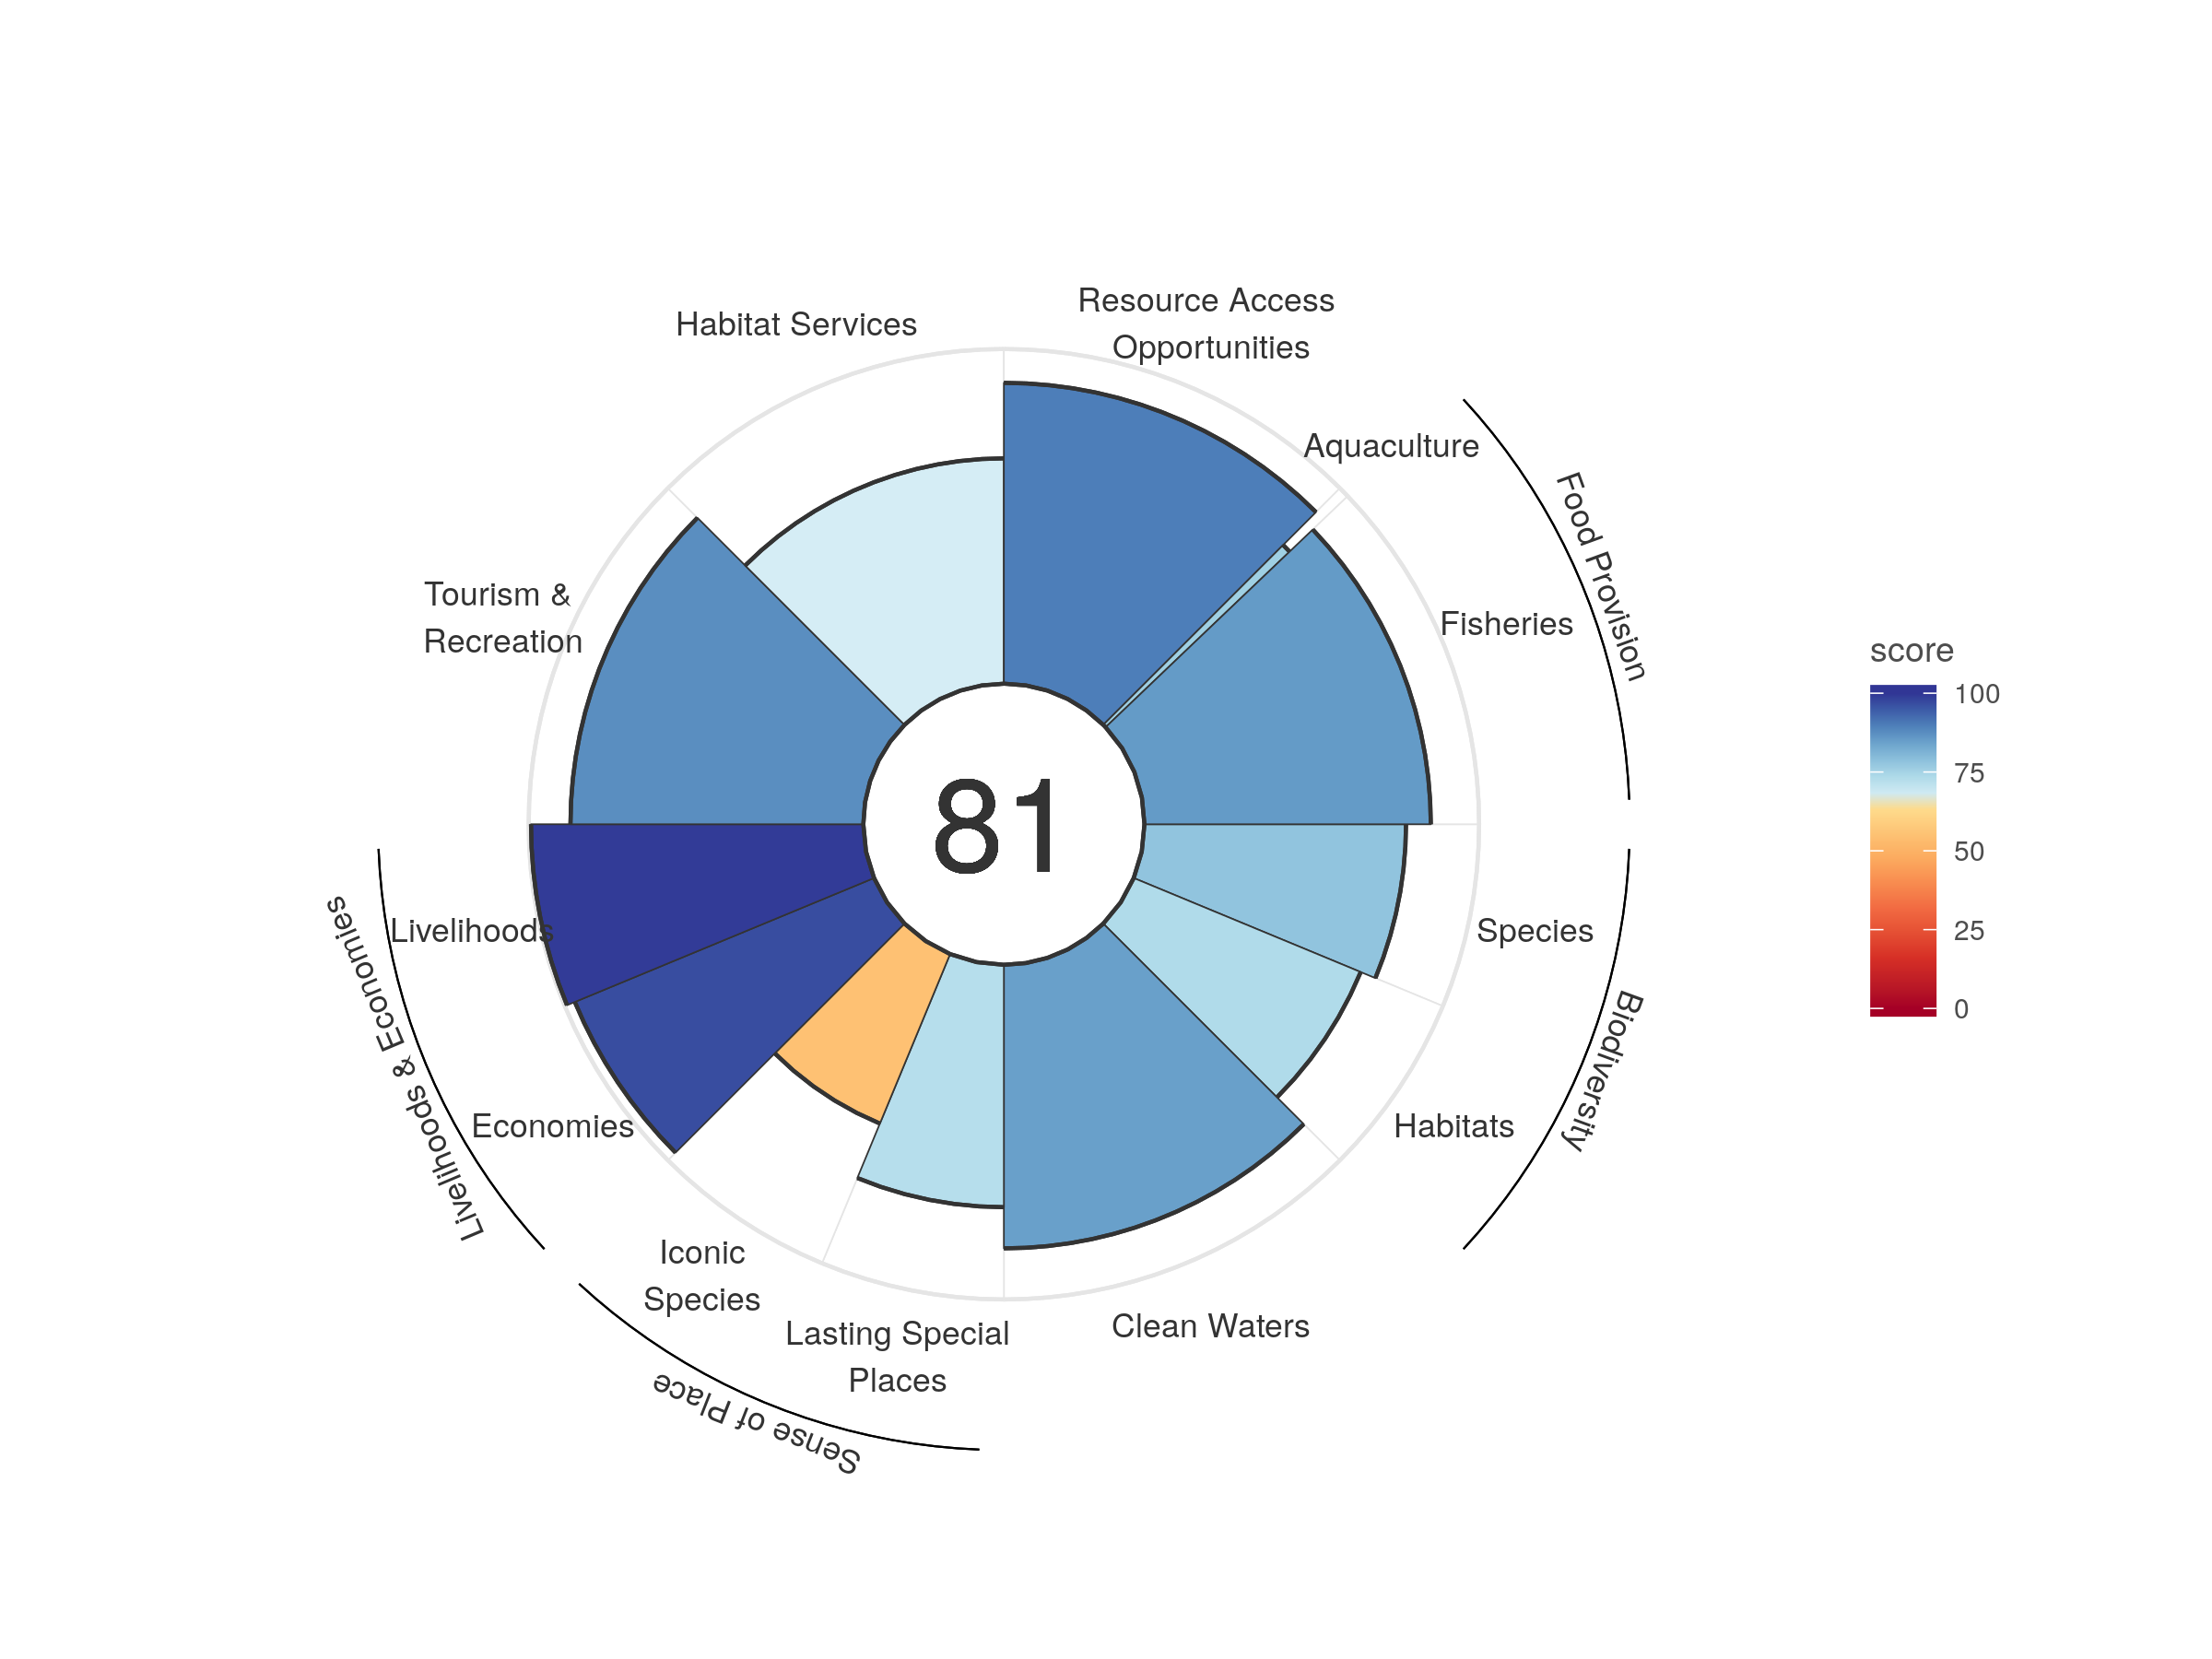 Resource Access
Opportunities
Habitat Services
Aquaculture
Food Provision
Tourism &
Recreation
Fisheries
score
100
75
50
25
0
81
Livelihoods
Species
Livelihoods & Economies
Biodiversity
Economies
Habitats
Iconic
Species
Lasting Special
Places
Clean Waters
Sense of Place